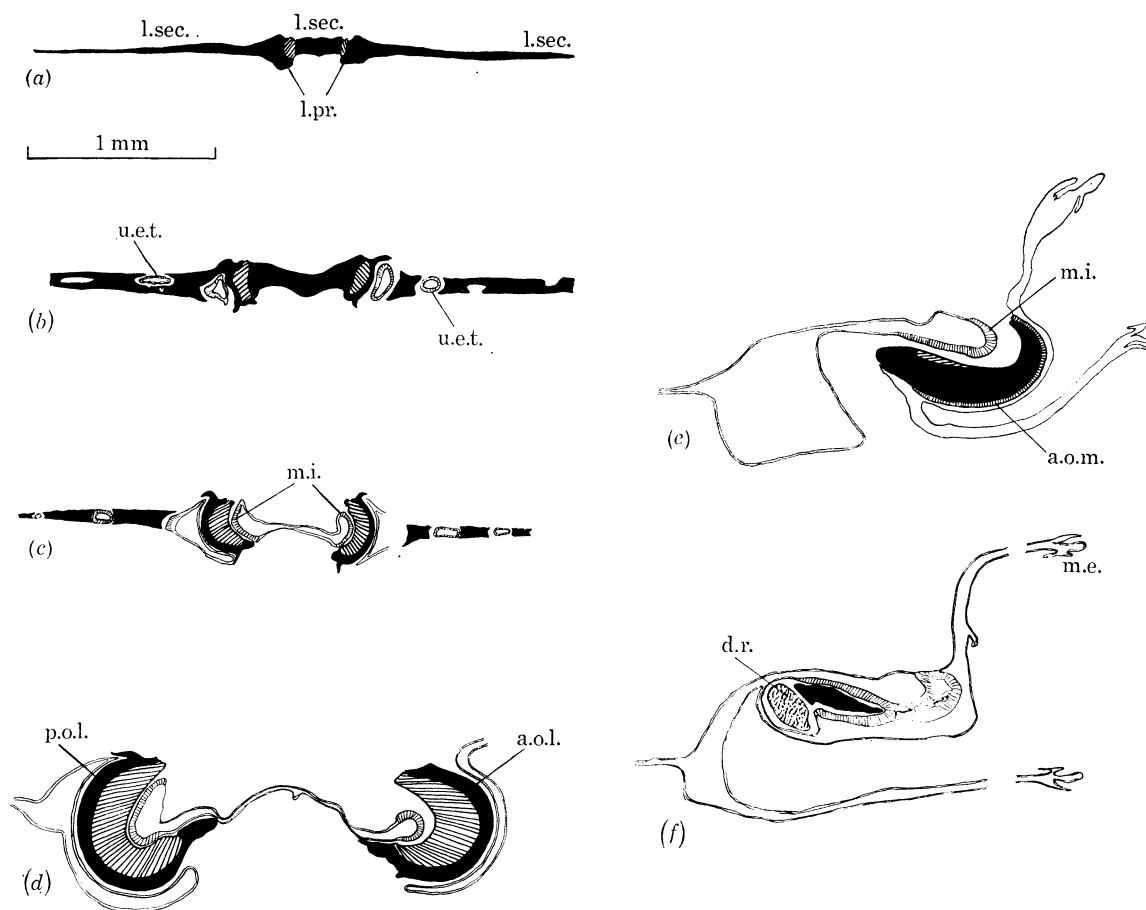 l.sec.
l.sec.
l.sec.
(a)
l.pr.
1 mm
u.e.t.
(b)
u.e.t.
m.i.
(c)
p.o.l.
a.o.l.
(d)
m.i.
(e)
a.o.m.
m.e.
d.r.
(f)